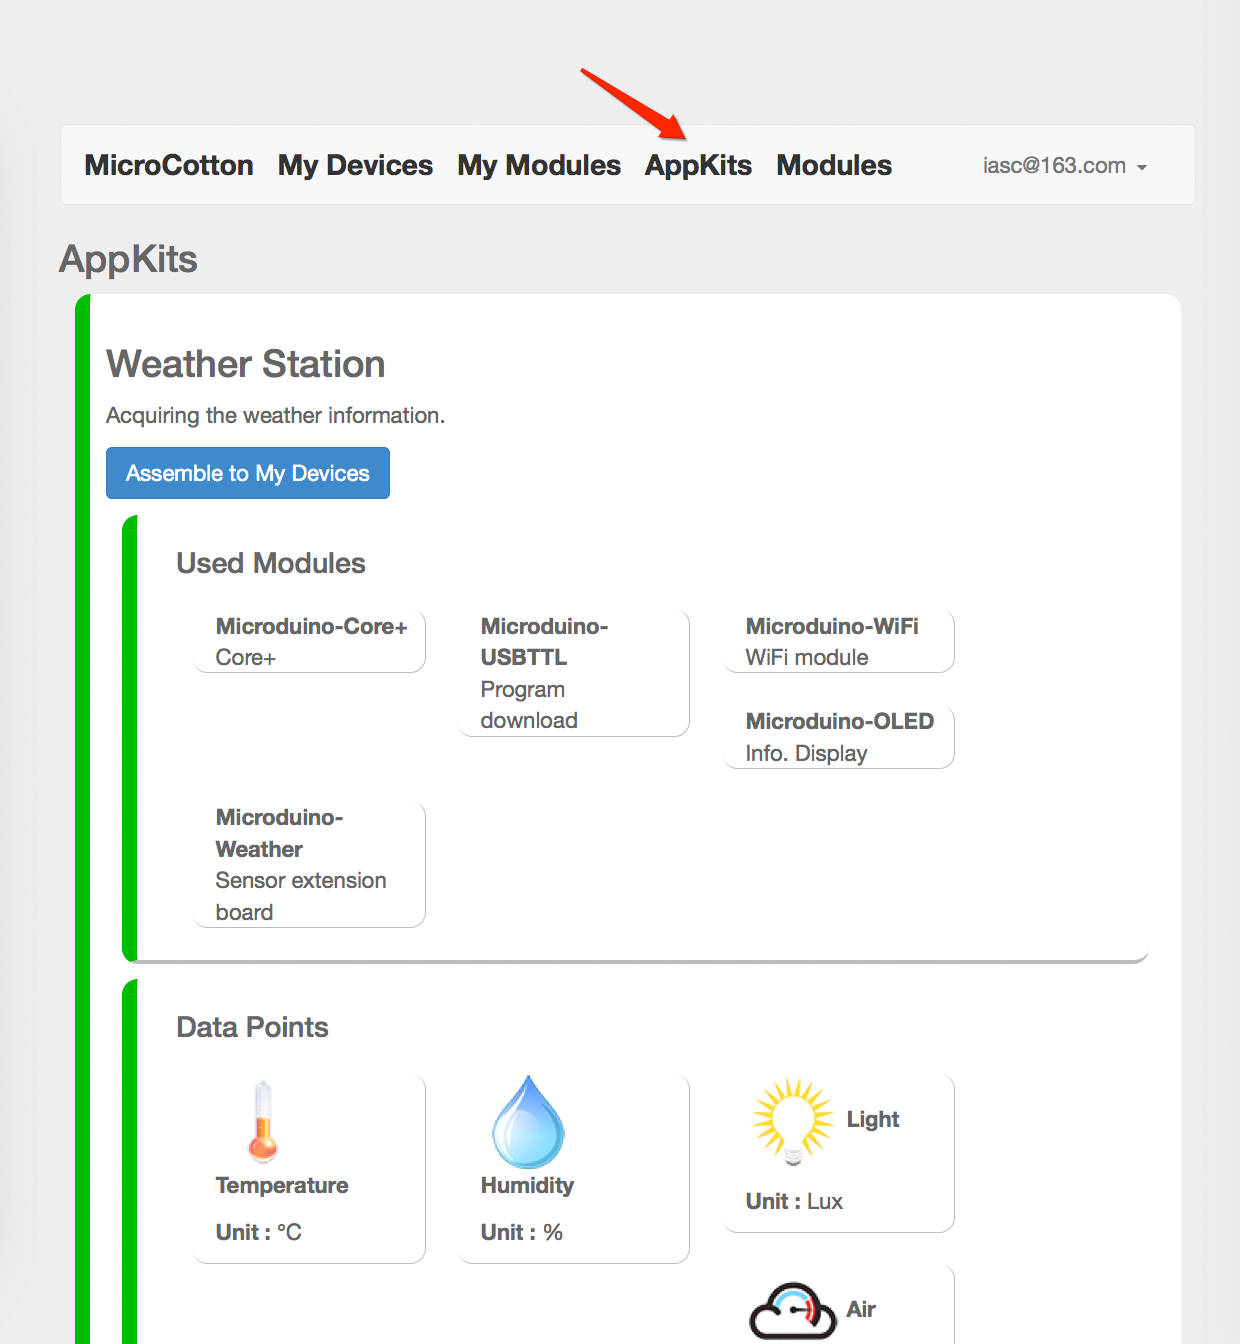 MicroCotton My Devices My Modules AppKits Modules iasc@163.com
AppKits
Weather Station
Acquiring the weather information.
Assemble to My Devices
Used Modules
Microduino-Core+
Core+
Microduino-
USBTTL
Program
download
Microduino-WiFi
WiFi module
Microduino-OLED
Info. Display
Microduino-
Weather
Sensor extension
board
Data Points
Temperature
Unit : °C
Humidity
Unit : %
Light
Unit : Lux
Air